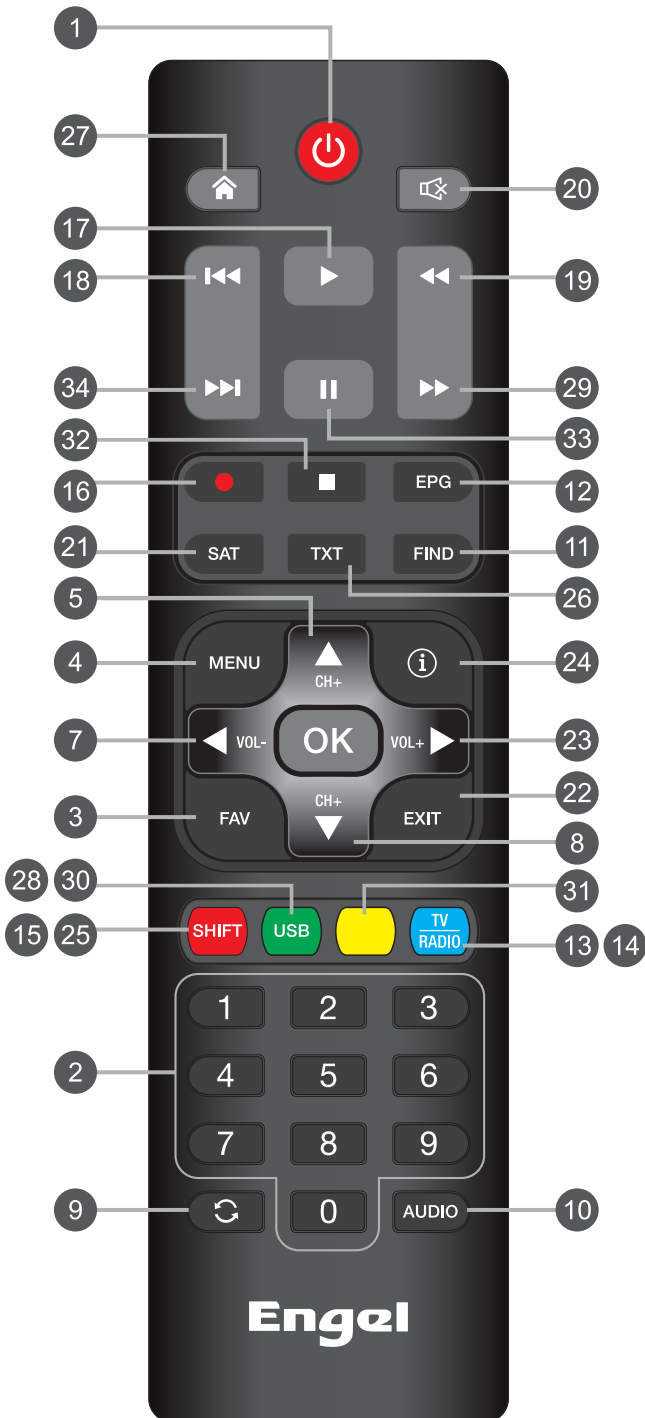 1
27
20
17
18
19
34
29
32
33
16
EPG
12
21
SAT
TXT
FIND
11
5
26
4
MENU
CH+
i
24
7
VOL-
OK
VOL+
23
3
FAV
CH+
EXIT
22
8
28 30
31
15 25
SHIFT
USB
TV
RADIO
13 14
1 2 3
2
4 5 6
7 8 9
9
0
AUDIO
10
Engel